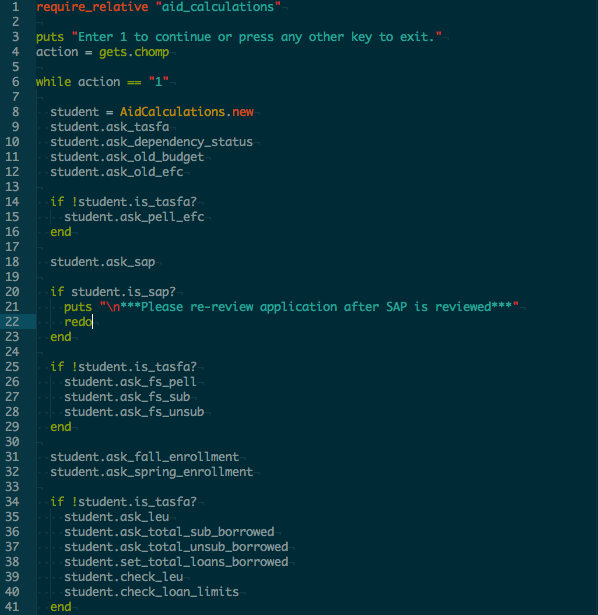 1 require_relative "aid_calculations"
2
3 puts "Enter 1 to continue or press any other key to exit."
4 action = gets.chomp
5
6 while action == "1"
7
8 student = AidCalculations.new
9 student.ask_tasfa
10 student.ask_dependency_status
11 student.ask_old_budget
12 student.ask_old_efc
13
14 if !student.is_tasfa?
15 student.ask_pell_efc
16 end
17
18 student.ask_sap
19
20 if student.is_sap?
21 puts "\n***Please re-review application after SAP is reviewed***"
22 redo
23 end
24
25 if !student.is_tasfa?
26 student.ask_fs_pell
27 student.ask_fs_sub
28 student.ask_fs_unsub
29 end
30
31 student.ask_fall_enrollment
32 student.ask_spring_enrollment
33
34 if !student.is_tasfa?
35 student.ask_leu
36 student.ask_total_sub_borrowed
37 student.ask_total_unsub_borrowed
38 student.set_total_loans_borrowed
39 student.check_leu
40 student.check_loan_limits
41 end